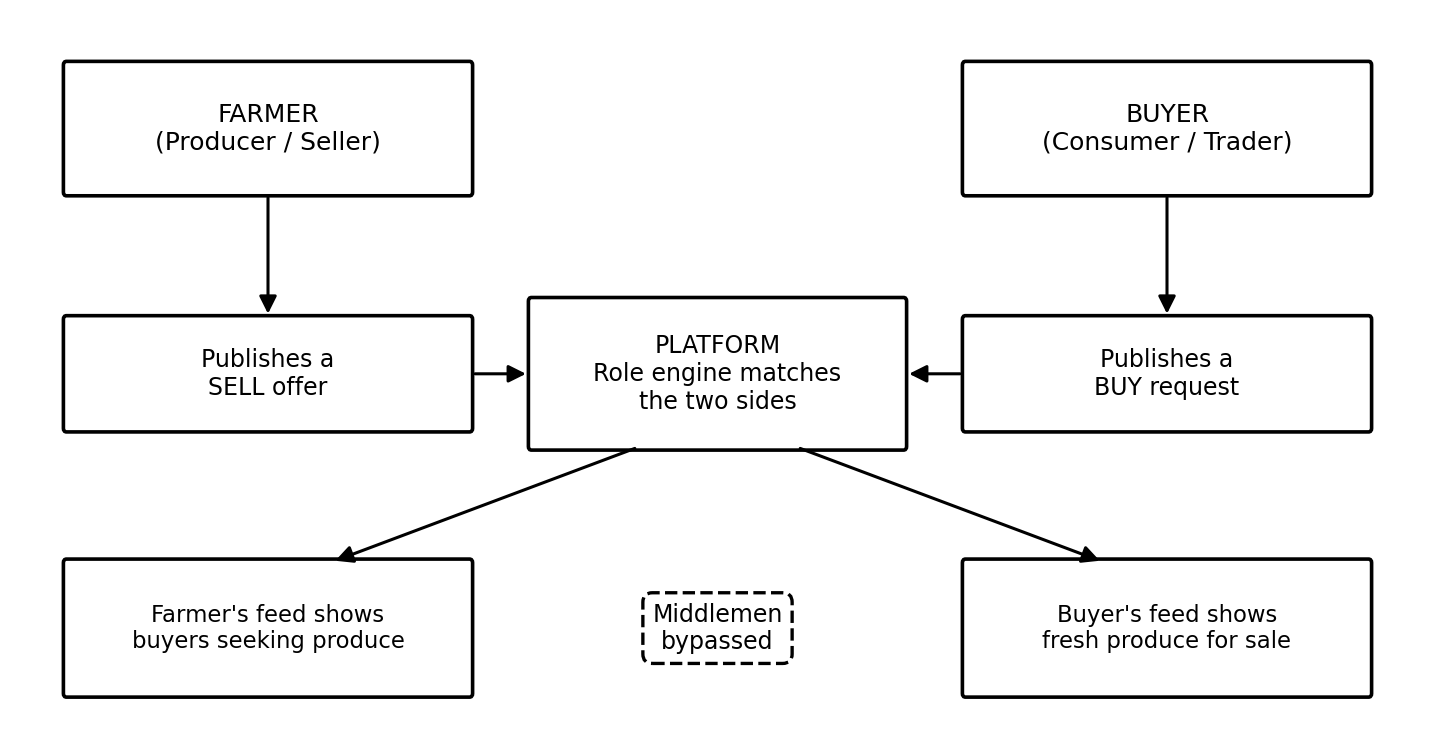 FARMER
(Producer / Seller)
BUYER
(Consumer / Trader)
Publishes a
SELL offer
PLATFORM
Role engine matches
the two sides
Publishes a
BUY request
Farmer's feed shows
buyers seeking produce
Middlemen
bypassed
Buyer's feed shows
fresh produce for sale